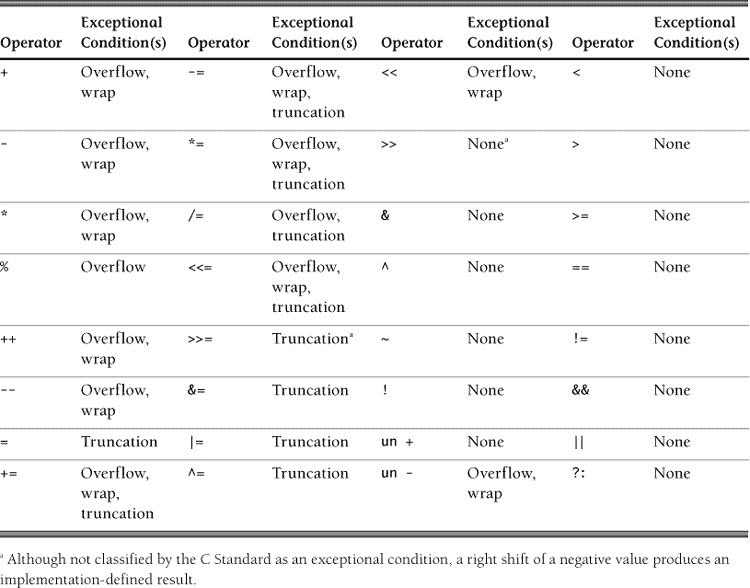 Operator Exceptional Condition(s) Operator Exceptional Condition(s) Operator Exceptional Condition(s) Operator Exceptional Condition(s)
+ Overflow, wrap -= Overflow, wrap, truncation << Overflow, wrap < None
- Overflow, wrap *= Overflow, wrap, truncation >> Noneᵃ > None
* Overflow, wrap /= Overflow, truncation & None >= None
% Overflow <<= Overflow, wrap, truncation ^ None == None
++ Overflow, wrap >>= Truncationᵃ ~ None != None
-- Overflow, wrap &= Truncation ! None && None
= Truncation |= Truncation un + None || None
+= Overflow, wrap, truncation ^= Truncation un - Overflow, wrap ?: None
ᵃ Although not classified by the C Standard as an exceptional condition, a right shift of a negative value produces an
implementation-defined result.